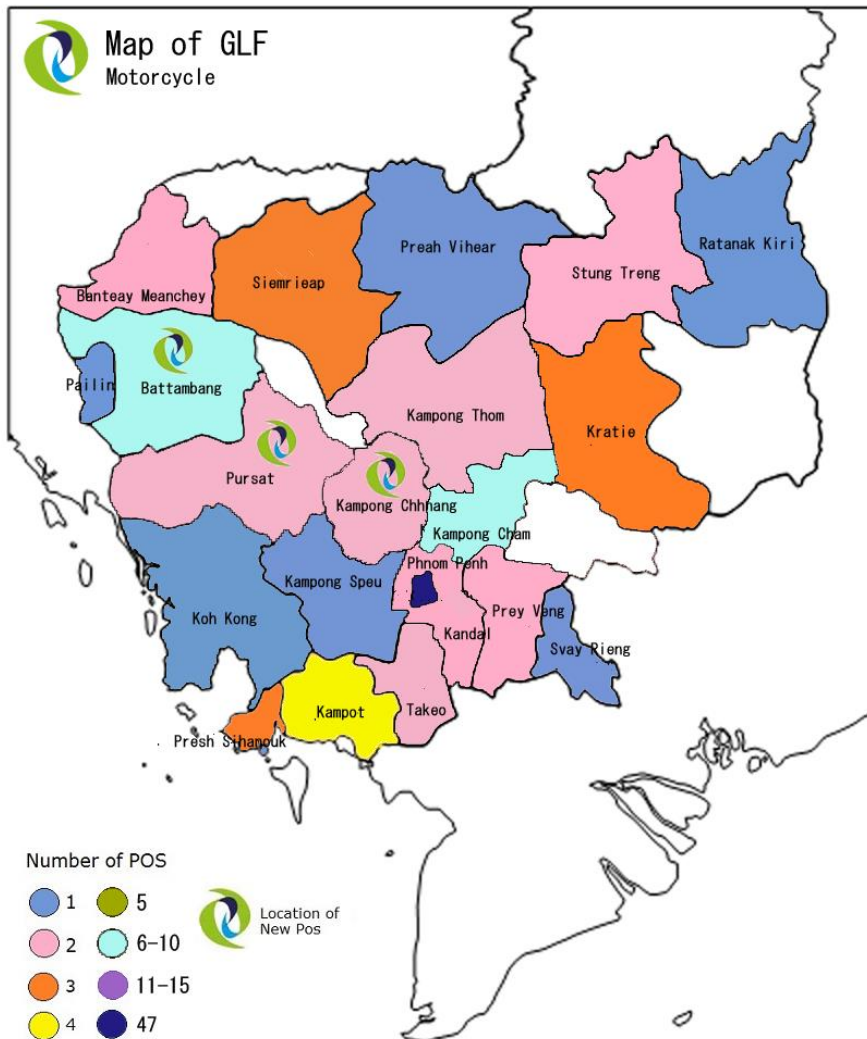 Map of GLF
Motorcycle
Preah Vihear
Ratanak Kiri
Stung Treng
Siemrieap
Banteay Meanchey
Pailin
Battambang
Kampong Thom
Kratie
Pursat
Kampong Chhnang
Kampong Cham
Phnom Penh
Kampong Speu
Koh Kong
Prey Veng
Kandal
Svay Rieng
Kampot
Takeo
Presh Sihanouk
Number of POS
1
5
2
6-10
3
11-15
4
47
Location of
New Pos